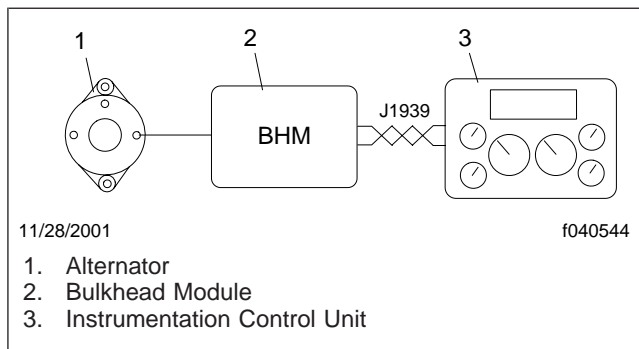 1 2 3
J1939
BHM
11/28/2001 f040544
1. Alternator
2. Bulkhead Module
3. Instrumentation Control Unit